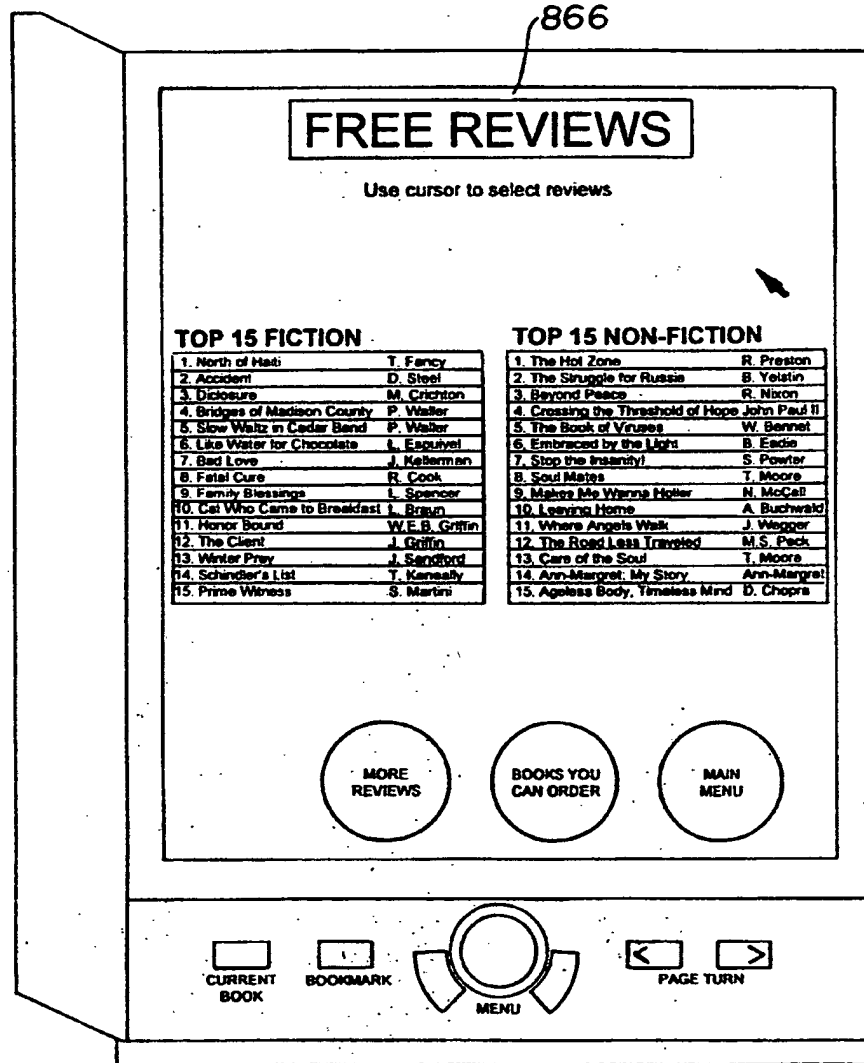 866
FREE REVIEWS
Use cursor to select reviews
TOP 15 FICTION
1. North of Haiti T. Fancy
2. Accident D. Steel
3. Diclosure M. Crichton
4. Bridges of Madison County P. Waller
5. Slow Waltz in Cedar Bend P. Waller
6. Like Water for Chocolate L. Esquivel
7. Bad Love J. Kellerman
8. Fatal Cure R. Cook
9. Family Blessings L. Spencer
10. Cat Who Came to Breakfast L. Braun
11. Honor Bound W.E.B. Griffin
12. The Client J. Griffin
13. Winter Prey J. Sandford
14. Schindler's List T. Keneally
15. Prime Witness S. Martini
TOP 15 NON-FICTION
1. The Hot Zone R. Preston
2. The Struggle for Russia B. Yelstin
3. Beyond Peace R. Nixon
4. Crossing the Threshold of Hope John Paul II
5. The Book of Viruses W. Bennet
6. Embraced by the Light B. Eadie
7. Stop the Insanity! S. Powter
8. Soul Mates T. Moore
9. Makes Me Wanna Holler N. McCall
10. Leaving Home A. Buchwald
11. Where Angels Walk J. Wegger
12. The Road Less Traveled M.S. Peck
13. Care of the Soul T. Moore
14. Ann-Margret: My Story Ann-Margret
15. Ageless Body, Timeless Mind D. Chopra
MORE
REVIEWS
BOOKS YOU
CAN ORDER
MAIN
MENU
CURRENT
BOOK
BOOKMARK
MENU
< >
PAGE TURN